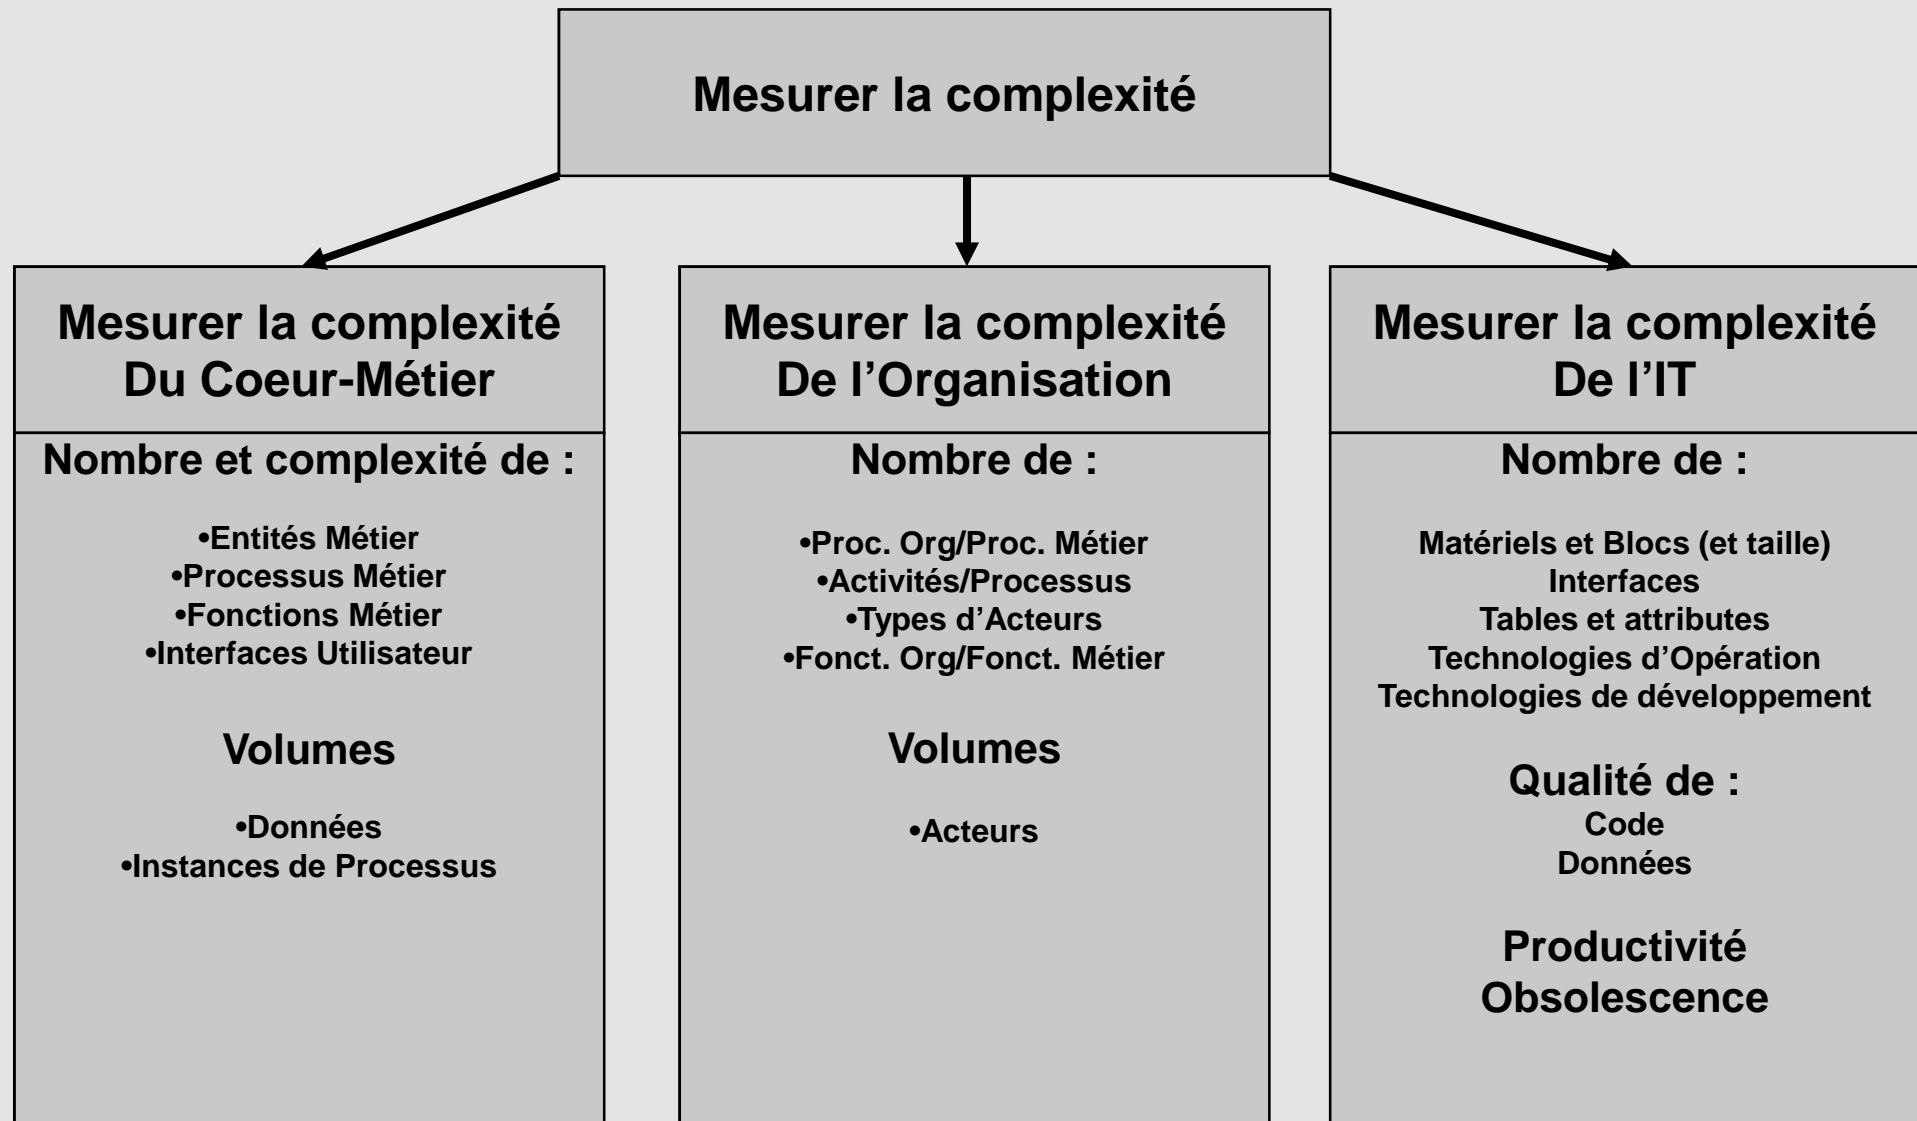 Mesurer la complexité
Mesurer la complexité
Du Coeur-Métier
Nombre et complexité de :
•Entités Métier
•Processus Métier
•Fonctions Métier
•Interfaces Utilisateur
Volumes
•Données
•Instances de Processus
Mesurer la complexité
De l’Organisation
Nombre de :
•Proc. Org/Proc. Métier
•Activités/Processus
•Types d’Acteurs
•Fonct. Org/Fonct. Métier
Volumes
•Acteurs
Mesurer la complexité
De l’IT
Nombre de :
Matériels et Blocs (et taille)
Interfaces
Tables et attributes
Technologies d’Opération
Technologies de développement
Qualité de :
Code
Données
Productivité
Obsolescence